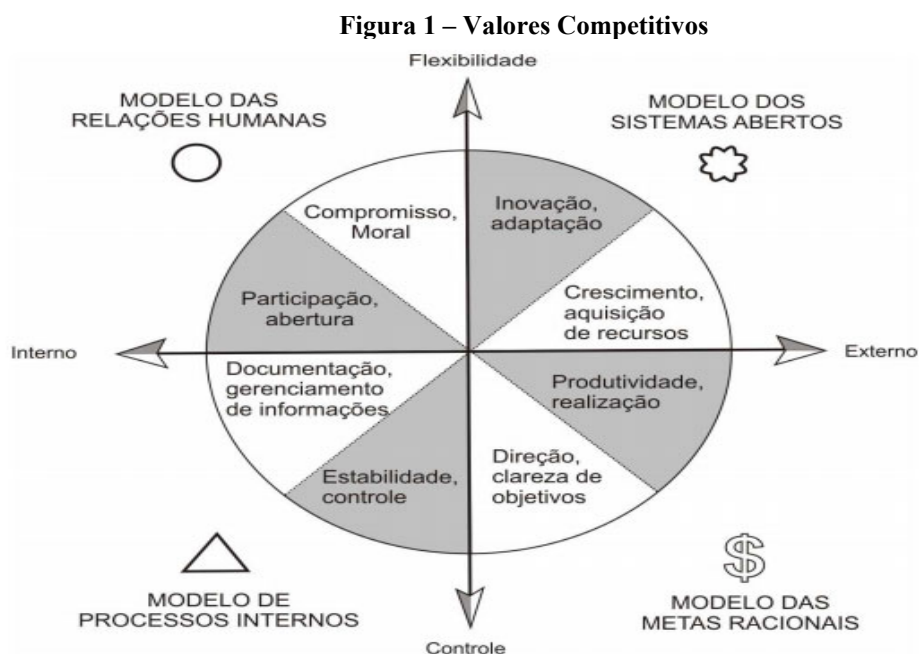 Figura 1 – Valores Competitivos
Flexibilidade
MODELO DAS
RELAÇÕES HUMANAS
MODELO DOS
SISTEMAS ABERTOS
Compromisso,
Moral
Inovação,
adaptação
Participação,
abertura
Crescimento,
aquisição
de recursos
Interno
Externo
Documentação,
gerenciamento
de informações
Produtividade,
realização
Estabilidade,
controle
Direção,
clareza de
objetivos
$
MODELO DE
PROCESSOS INTERNOS
MODELO DAS
METAS RACIONAIS
Controle